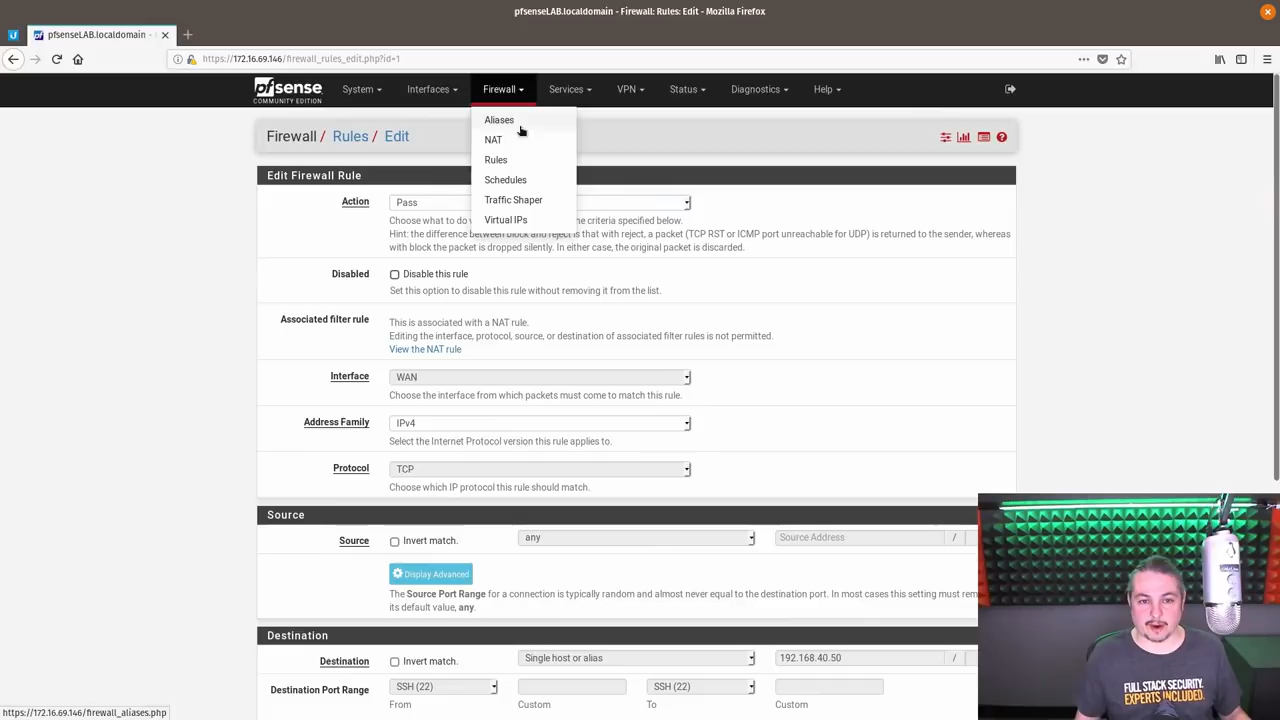 pfsenseLAB.localdomain - Firewall: Rules: Edit - Mozilla Firefox
pfsenseLAB.localdomain -
https://172.16.69.146/firewall_rules_edit.php?id=1
pfsense
COMMUNITY EDITION
System
Interfaces
Firewall
Services
VPN
Status
Diagnostics
Help
Aliases
NAT
Rules
Schedules
Traffic Shaper
Virtual IPs
Firewall / Rules / Edit
Edit Firewall Rule
Action
Pass
Choose what to do w
e criteria specified below.
Hint: the difference between block and reject is that with reject, a packet (TCP RST or ICMP port unreachable for UDP) is returned to the sender, whereas
with block the packet is dropped silently. In either case, the original packet is discarded.
Disabled
Disable this rule
Set this option to disable this rule without removing it from the list.
Associated filter rule
This is associated with a NAT rule.
Editing the interface, protocol, source, or destination of associated filter rules is not permitted.
View the NAT rule
Interface
WAN
Choose the interface from which packets must come to match this rule.
Address Family
IPv4
Select the Internet Protocol version this rule applies to.
Protocol
TCP
Choose which IP protocol this rule should match.
Source
Source
Invert match.
any
Source Address
/
Display Advanced
The Source Port Range for a connection is typically random and almost never equal to the destination port. In most cases this setting must rem
its default value, any.
Destination
Destination
Invert match.
Single host or alias
192.168.40.50
/
Destination Port Range
SSH (22)
SSH (22)
From
Custom
To
Custom
FULL STACK SECURITY.
EXPERTS INCLUDED.
https://172.16.69.146/firewall_aliases.php